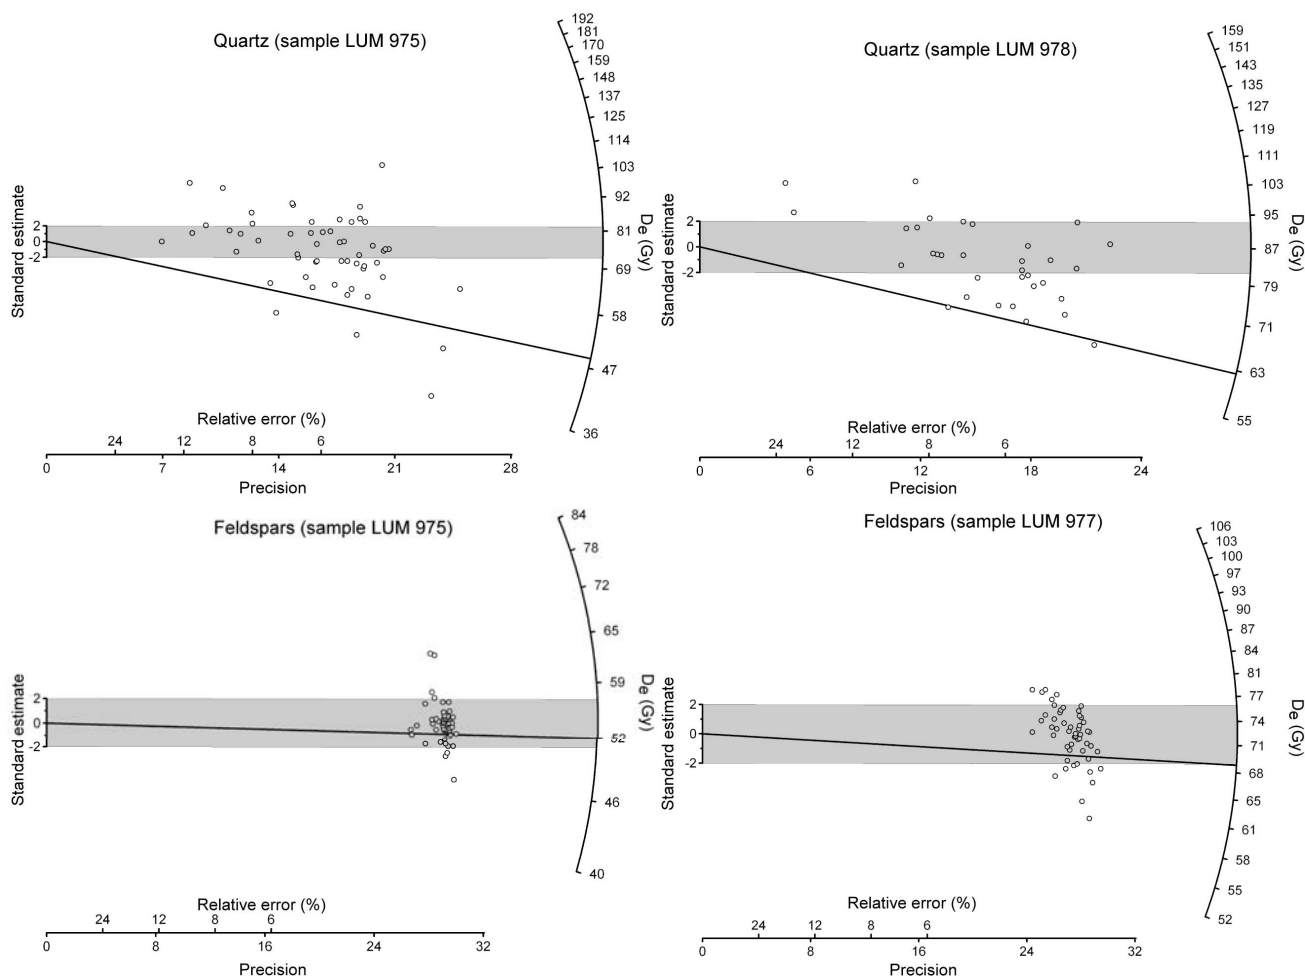 Quartz (sample LUM 975)
192
181
170
159
148
137
125
114
103
92
81
69
58
47
36
De (Gy)
Standard estimate
2
0
-2
Relative error (%)
24 12 8 6
0 7 14 21 28
Precision
Quartz (sample LUM 978)
159
151
143
135
127
119
111
103
95
87
79
71
63
55
De (Gy)
Standard estimate
2
0
-2
Relative error (%)
24 12 8 6
0 6 12 18 24
Precision
Feldspars (sample LUM 975)
84
78
72
65
59
52
46
40
De (Gy)
Standard estimate
2
0
-2
Relative error (%)
24 12 8 6
0 8 16 24 32
Precision
Feldspars (sample LUM 977)
106
103
100
97
93
90
87
84
81
77
74
71
68
65
61
58
55
52
De (Gy)
Standard estimate
2
0
-2
Relative error (%)
24 12 8 6
0 8 24 32
Precision